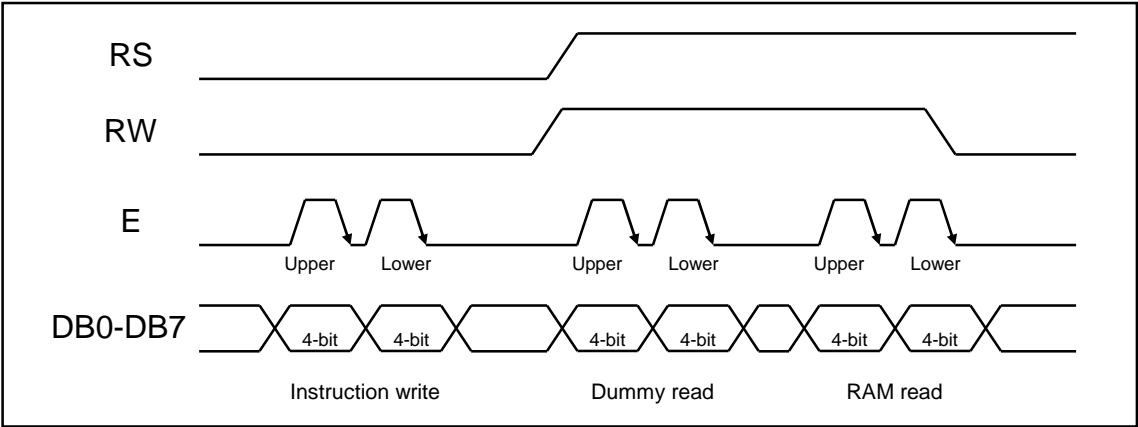 RS
RW
E
Upper Lower Upper Lower Upper Lower
DB0-DB7 4-bit 4-bit 4-bit 4-bit 4-bit 4-bit
Instruction write Dummy read RAM read